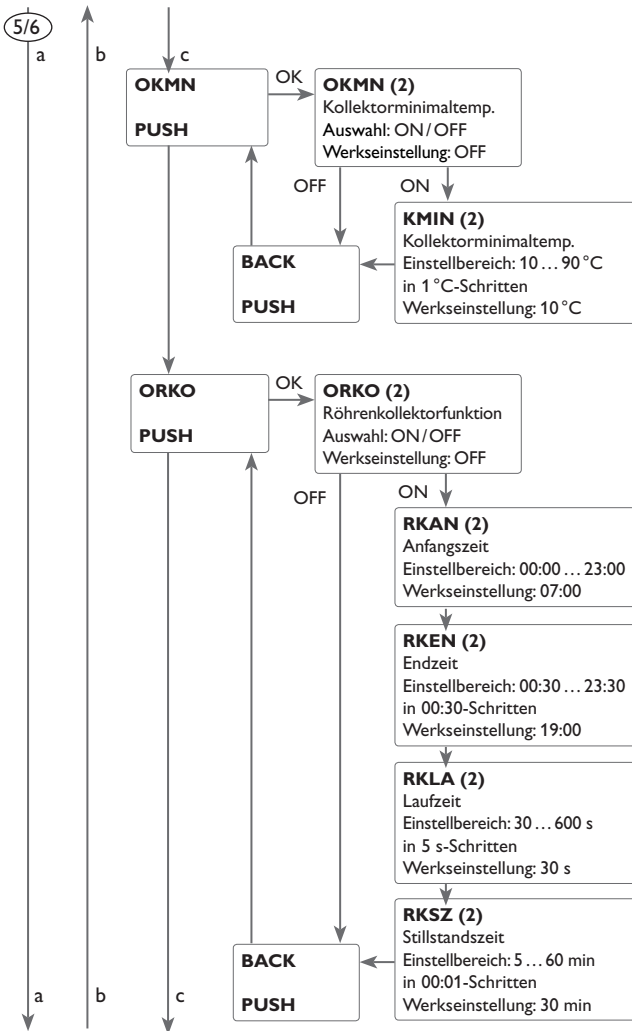 5/6
a
b
c
OKMN
PUSH
OK
OKMN (2)
Kollektorminimaltemp.
Auswahl: ON / OFF
Werkseinstellung: OFF
OFF
ON
KMIN (2)
Kollektorminimaltemp.
Einstellbereich: 10 … 90 °C
in 1 °C-Schritten
Werkseinstellung: 10 °C
BACK
PUSH
ORKO
PUSH
OK
ORKO (2)
Röhrenkollektorfunktion
Auswahl: ON / OFF
Werkseinstellung: OFF
OFF
ON
RKAN (2)
Anfangszeit
Einstellbereich: 00:00 … 23:00
Werkseinstellung: 07:00
RKEN (2)
Endzeit
Einstellbereich: 00:30 … 23:30
in 00:30-Schritten
Werkseinstellung: 19:00
RKLA (2)
Laufzeit
Einstellbereich: 30 … 600 s
in 5 s-Schritten
Werkseinstellung: 30 s
RKSZ (2)
Stillstandszeit
Einstellbereich: 5 … 60 min
in 00:01-Schritten
Werkseinstellung: 30 min
BACK
PUSH
a
b
c